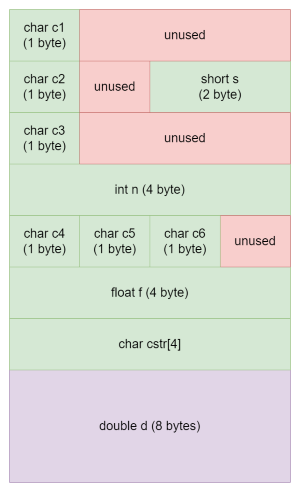 char c1
(1 byte)
unused
char c2
(1 byte)
unused
short s
(2 byte)
char c3
(1 byte)
unused
int n (4 byte)
char c4
(1 byte)
char c5
(1 byte)
char c6
(1 byte)
unused
float f (4 byte)
char cstr[4]
double d (8 bytes)